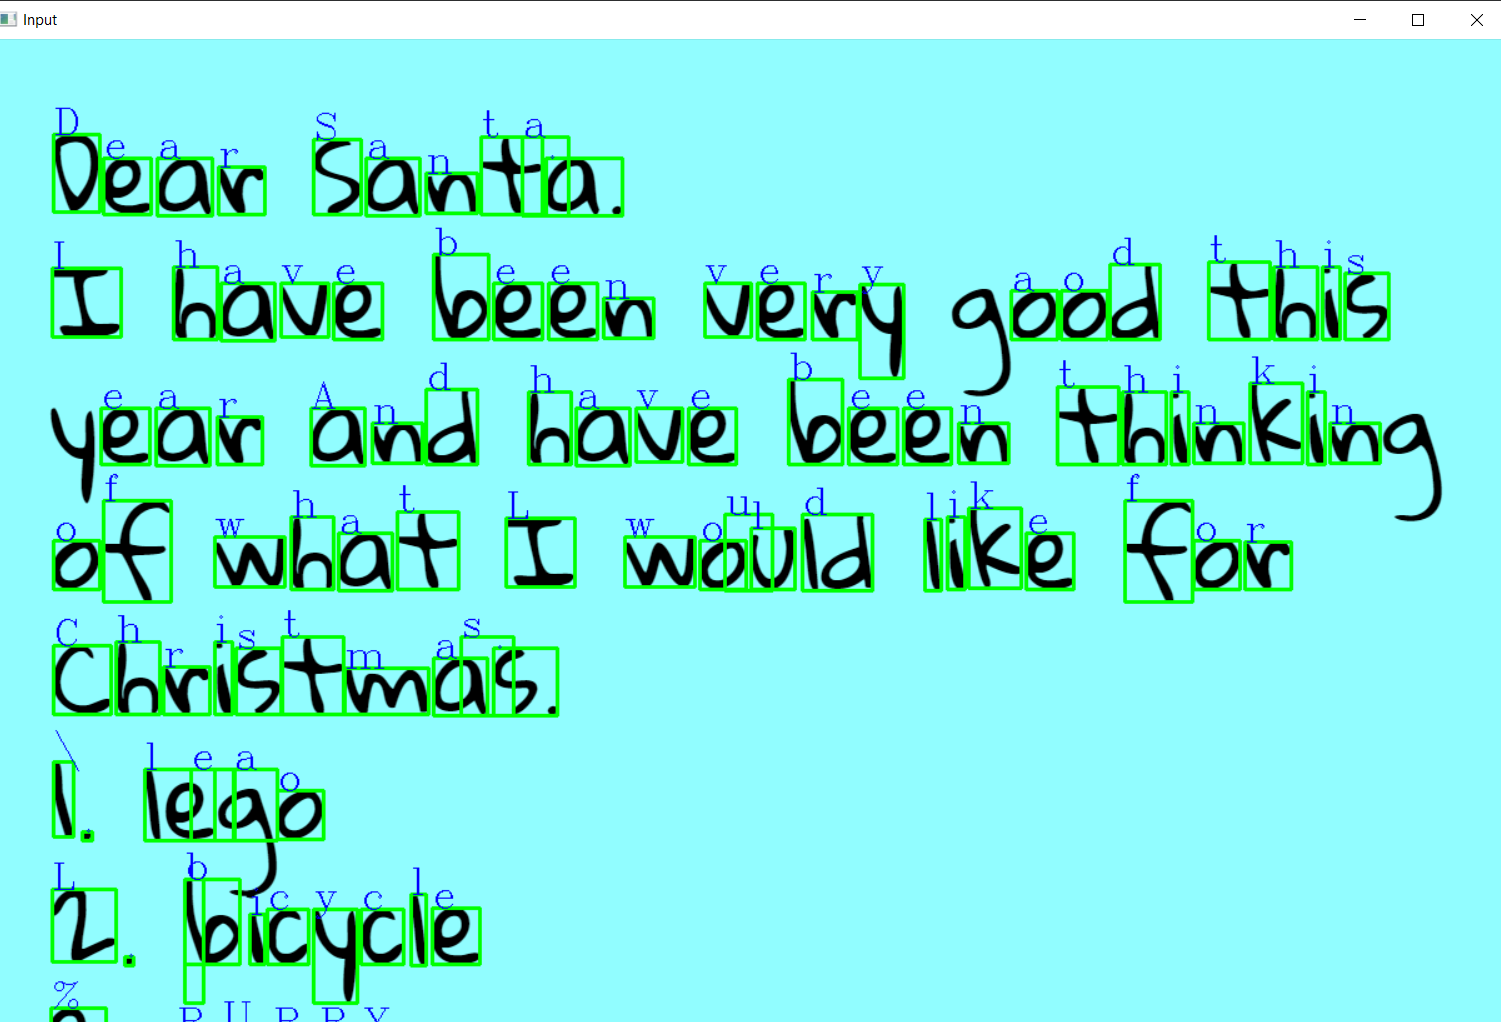 Input
D e a r S a n t a .
Dear Santa.
I h a v e b e e n v e r y a o d t h i s
I have been very good this
e a r A n d h a v e b e e n t h i n k i n
year and have been thinking
o f w h a t L w o u l d l i k e f o r
of what I would like for
C h r i s t m a s .
Christmas.
\ l e a o
1. lego
L b i c y c l e
2. bicycle
%